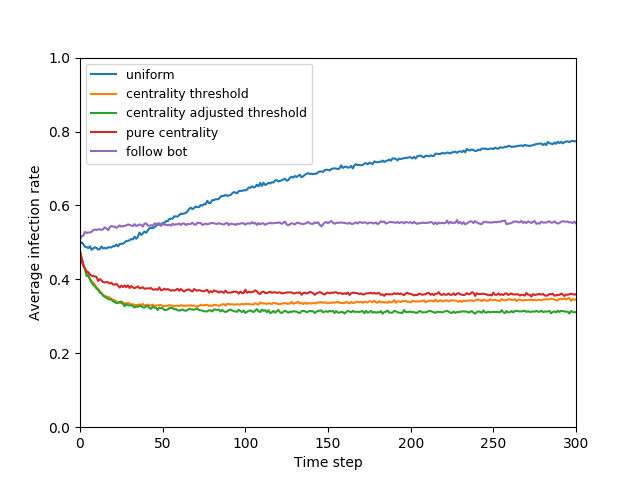 1.0
0.8
0.6
0.4
0.2
0.0
Average infection rate
uniform
centrality threshold
centrality adjusted threshold
pure centrality
follow bot
0 50 100 150 200 250 300
Time step